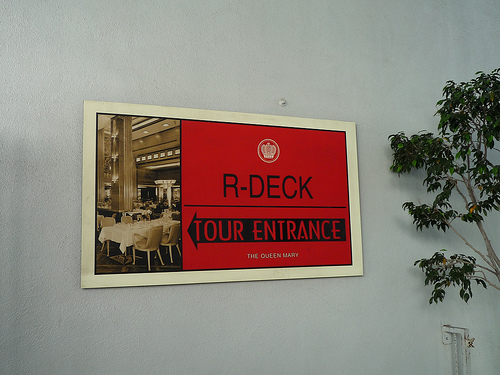 R-DECK
TOUR ENTRANCE
THE QUEEN MARY